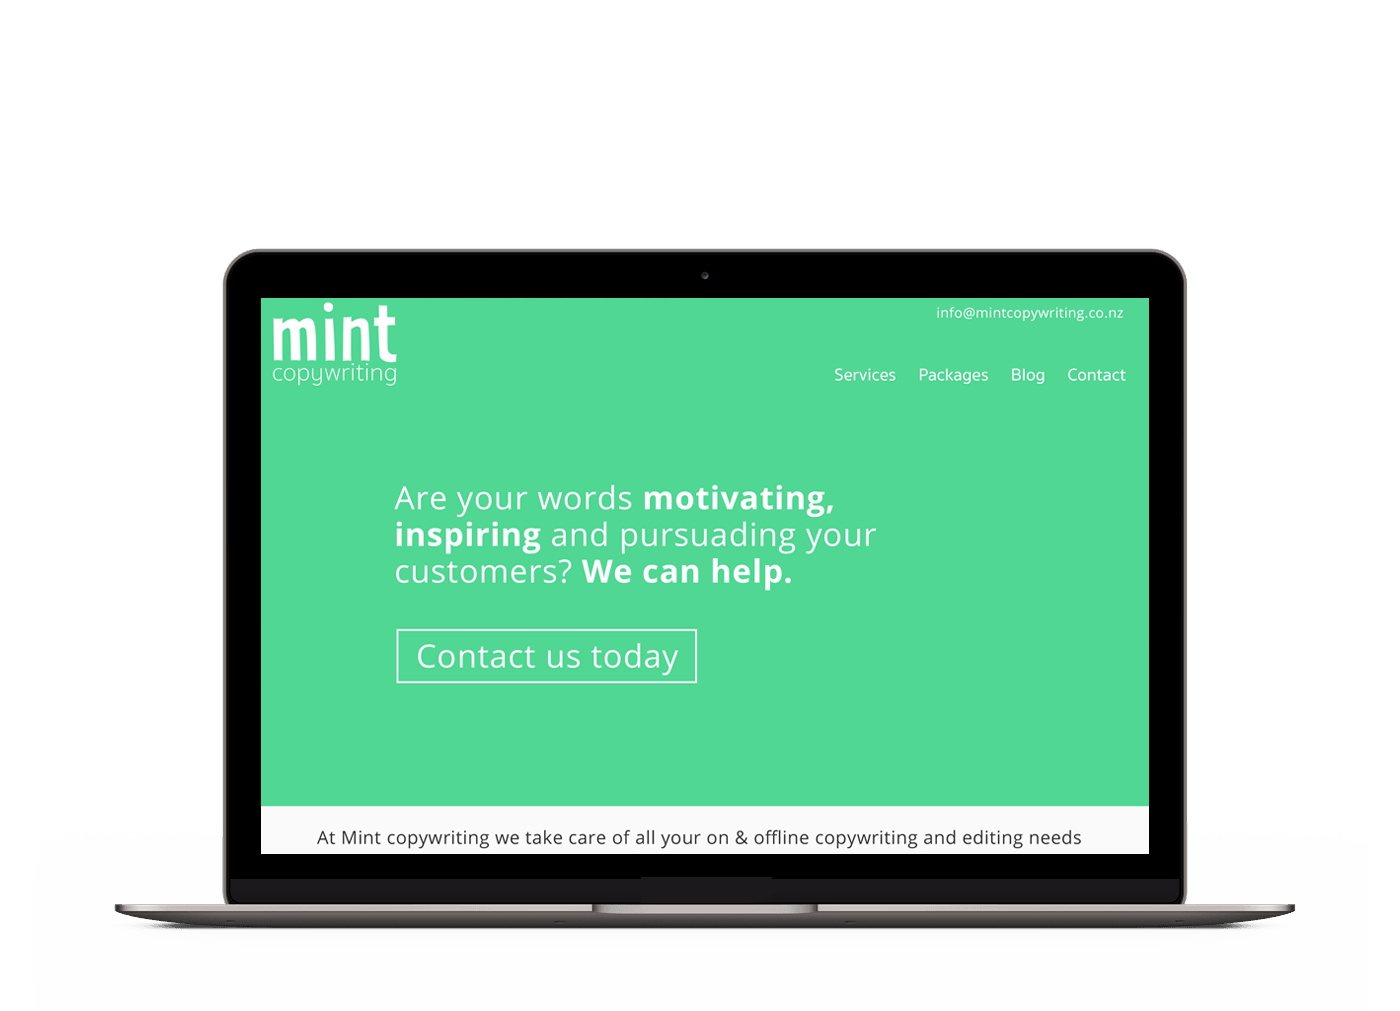 mint
copywriting
info@mintcopywriting.co.nz
Services Packages Blog Contact
Are your words motivating,
inspiring and pursuading your
customers? We can help.
Contact us today
At Mint copywriting we take care of all your on & offline copywriting and editing needs